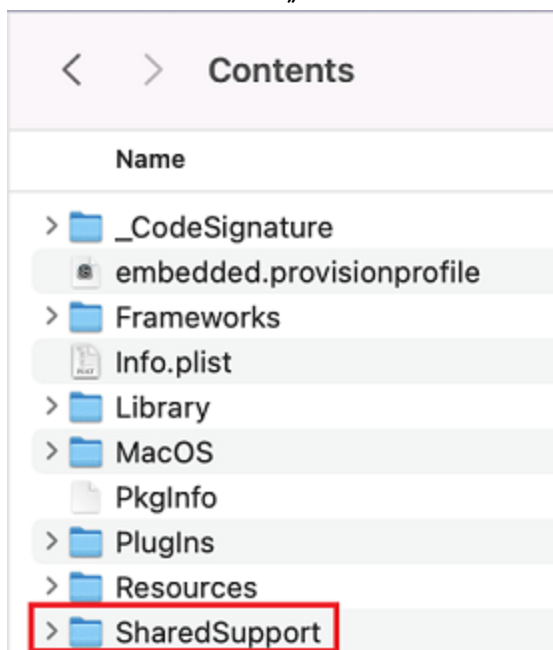 Contents
Name
_CodeSignature
embedded.provisionprofile
Frameworks
Info.plist
Library
MacOS
PkgInfo
PlugIns
Resources
SharedSupport